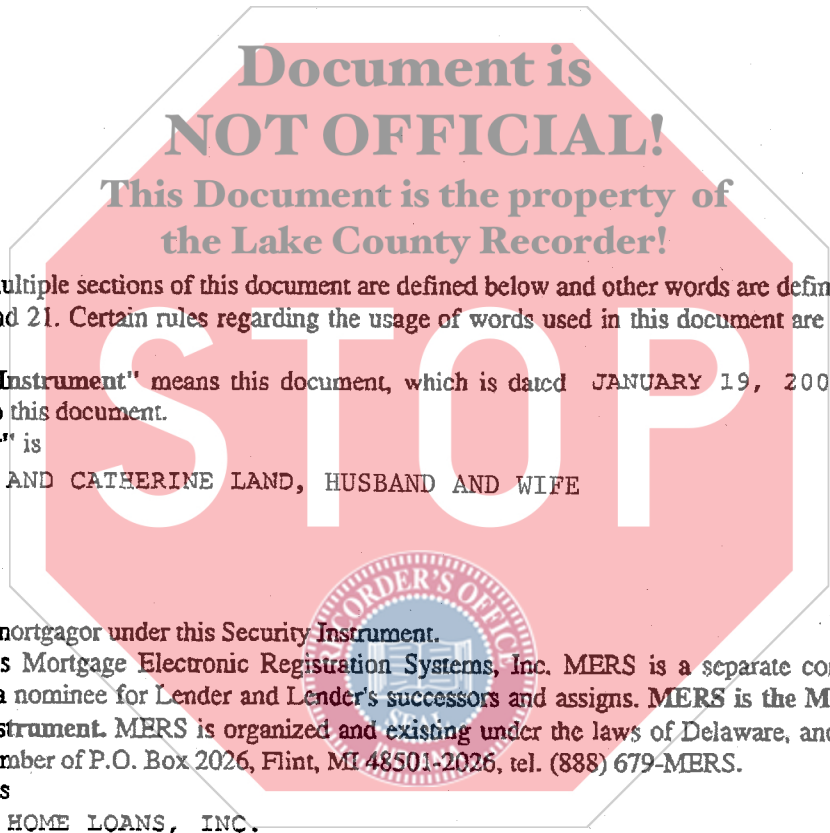 Document is
NOT OFFICIAL!
This Document is the property of
the Lake County Recorder!
ultiple sections of this document are defined below and other words are defin
d 21. Certain rules regarding the usage of words used in this document are
STOP
Instrument" means this document, which is dated JANUARY 19, 200
this document.
" is
AND CATHERINE LAND, HUSBAND AND WIFE
RECORDER'S OFFICE
SEAL
INDIANA
nortgagor under this Security Instrument.
s Mortgage Electronic Registration Systems, Inc. MERS is a separate co
a nominee for Lender and Lender's successors and assigns. MERS is the M
strument. MERS is organized and existing under the laws of Delaware, and
mber of P.O. Box 2026, Flint, MI 48501-2026, tel. (888) 679-MERS.
s
HOME LOANS, INC.